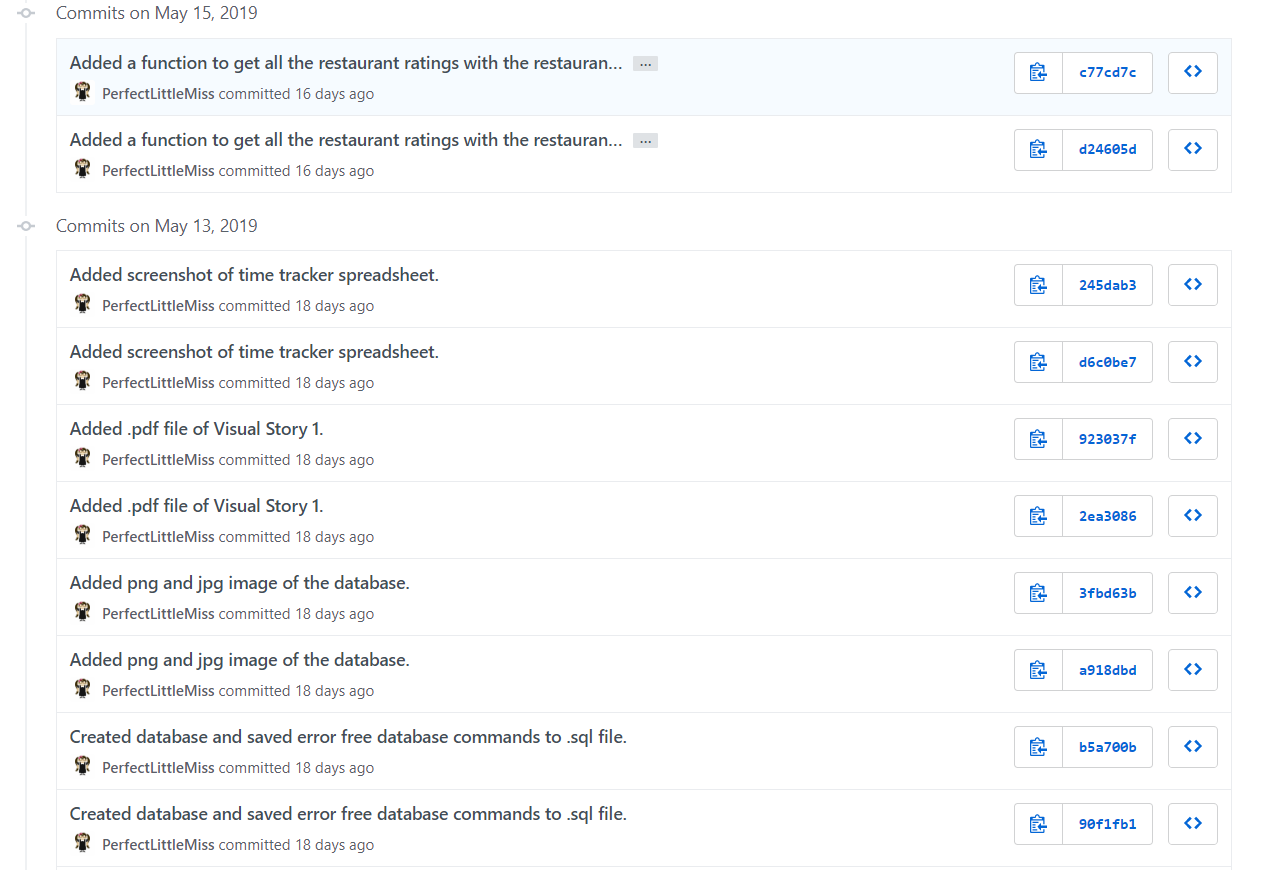 Commits on May 15, 2019
Added a function to get all the restaurant ratings with the restauran... ...
c77cd7c
PerfectLittleMiss committed 16 days ago
Added a function to get all the restaurant ratings with the restauran... ...
d24605d
PerfectLittleMiss committed 16 days ago
Commits on May 13, 2019
Added screenshot of time tracker spreadsheet.
245dab3
PerfectLittleMiss committed 18 days ago
Added screenshot of time tracker spreadsheet.
d6c0be7
PerfectLittleMiss committed 18 days ago
Added .pdf file of Visual Story 1.
923037f
PerfectLittleMiss committed 18 days ago
Added .pdf file of Visual Story 1.
2ea3086
PerfectLittleMiss committed 18 days ago
Added png and jpg image of the database.
3fbd63b
PerfectLittleMiss committed 18 days ago
Added png and jpg image of the database.
a918dbd
PerfectLittleMiss committed 18 days ago
Created database and saved error free database commands to .sql file.
b5a700b
PerfectLittleMiss committed 18 days ago
Created database and saved error free database commands to .sql file.
90f1fb1
PerfectLittleMiss committed 18 days ago